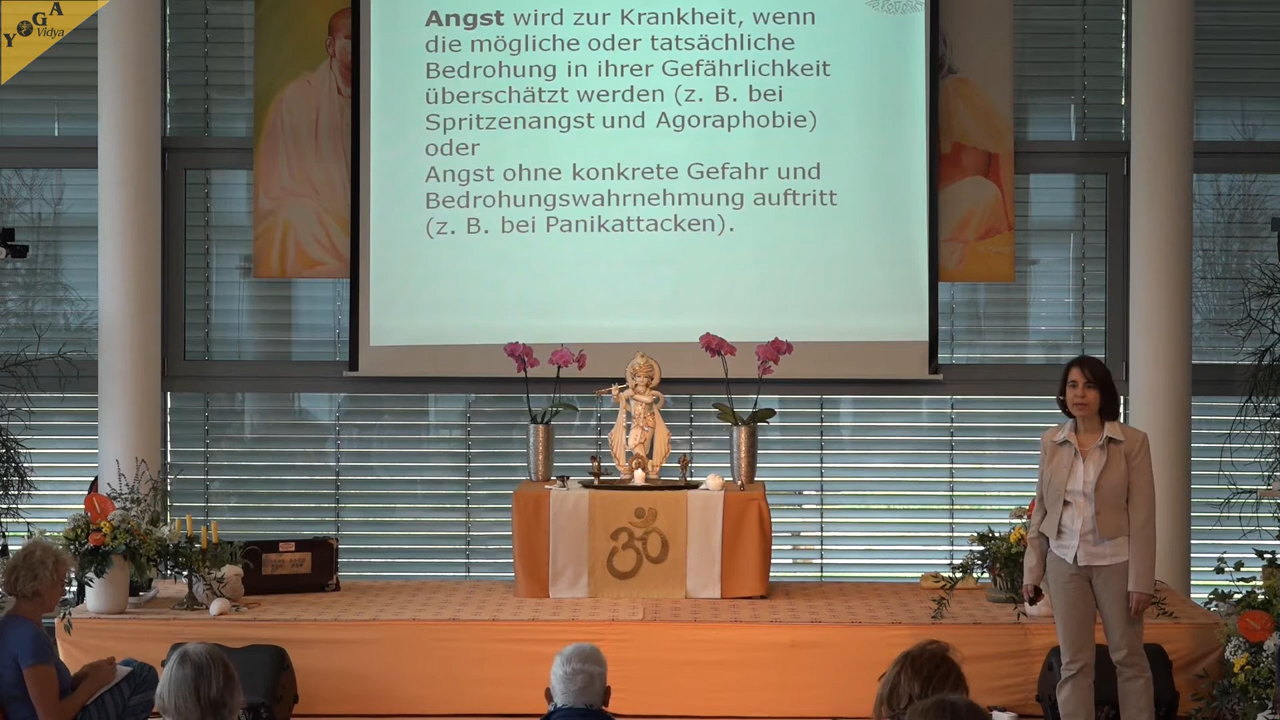 YOGA
Vidya
Angst wird zur Krankheit, wenn
die mögliche oder tatsächliche
Bedrohung in ihrer Gefährlichkeit
überschätzt werden (z. B. bei
Spritzenangst und Agoraphobie)
oder
Angst ohne konkrete Gefahr und
Bedrohungswahrnehmung auftritt
(z. B. bei Panikattacken).
ॐ